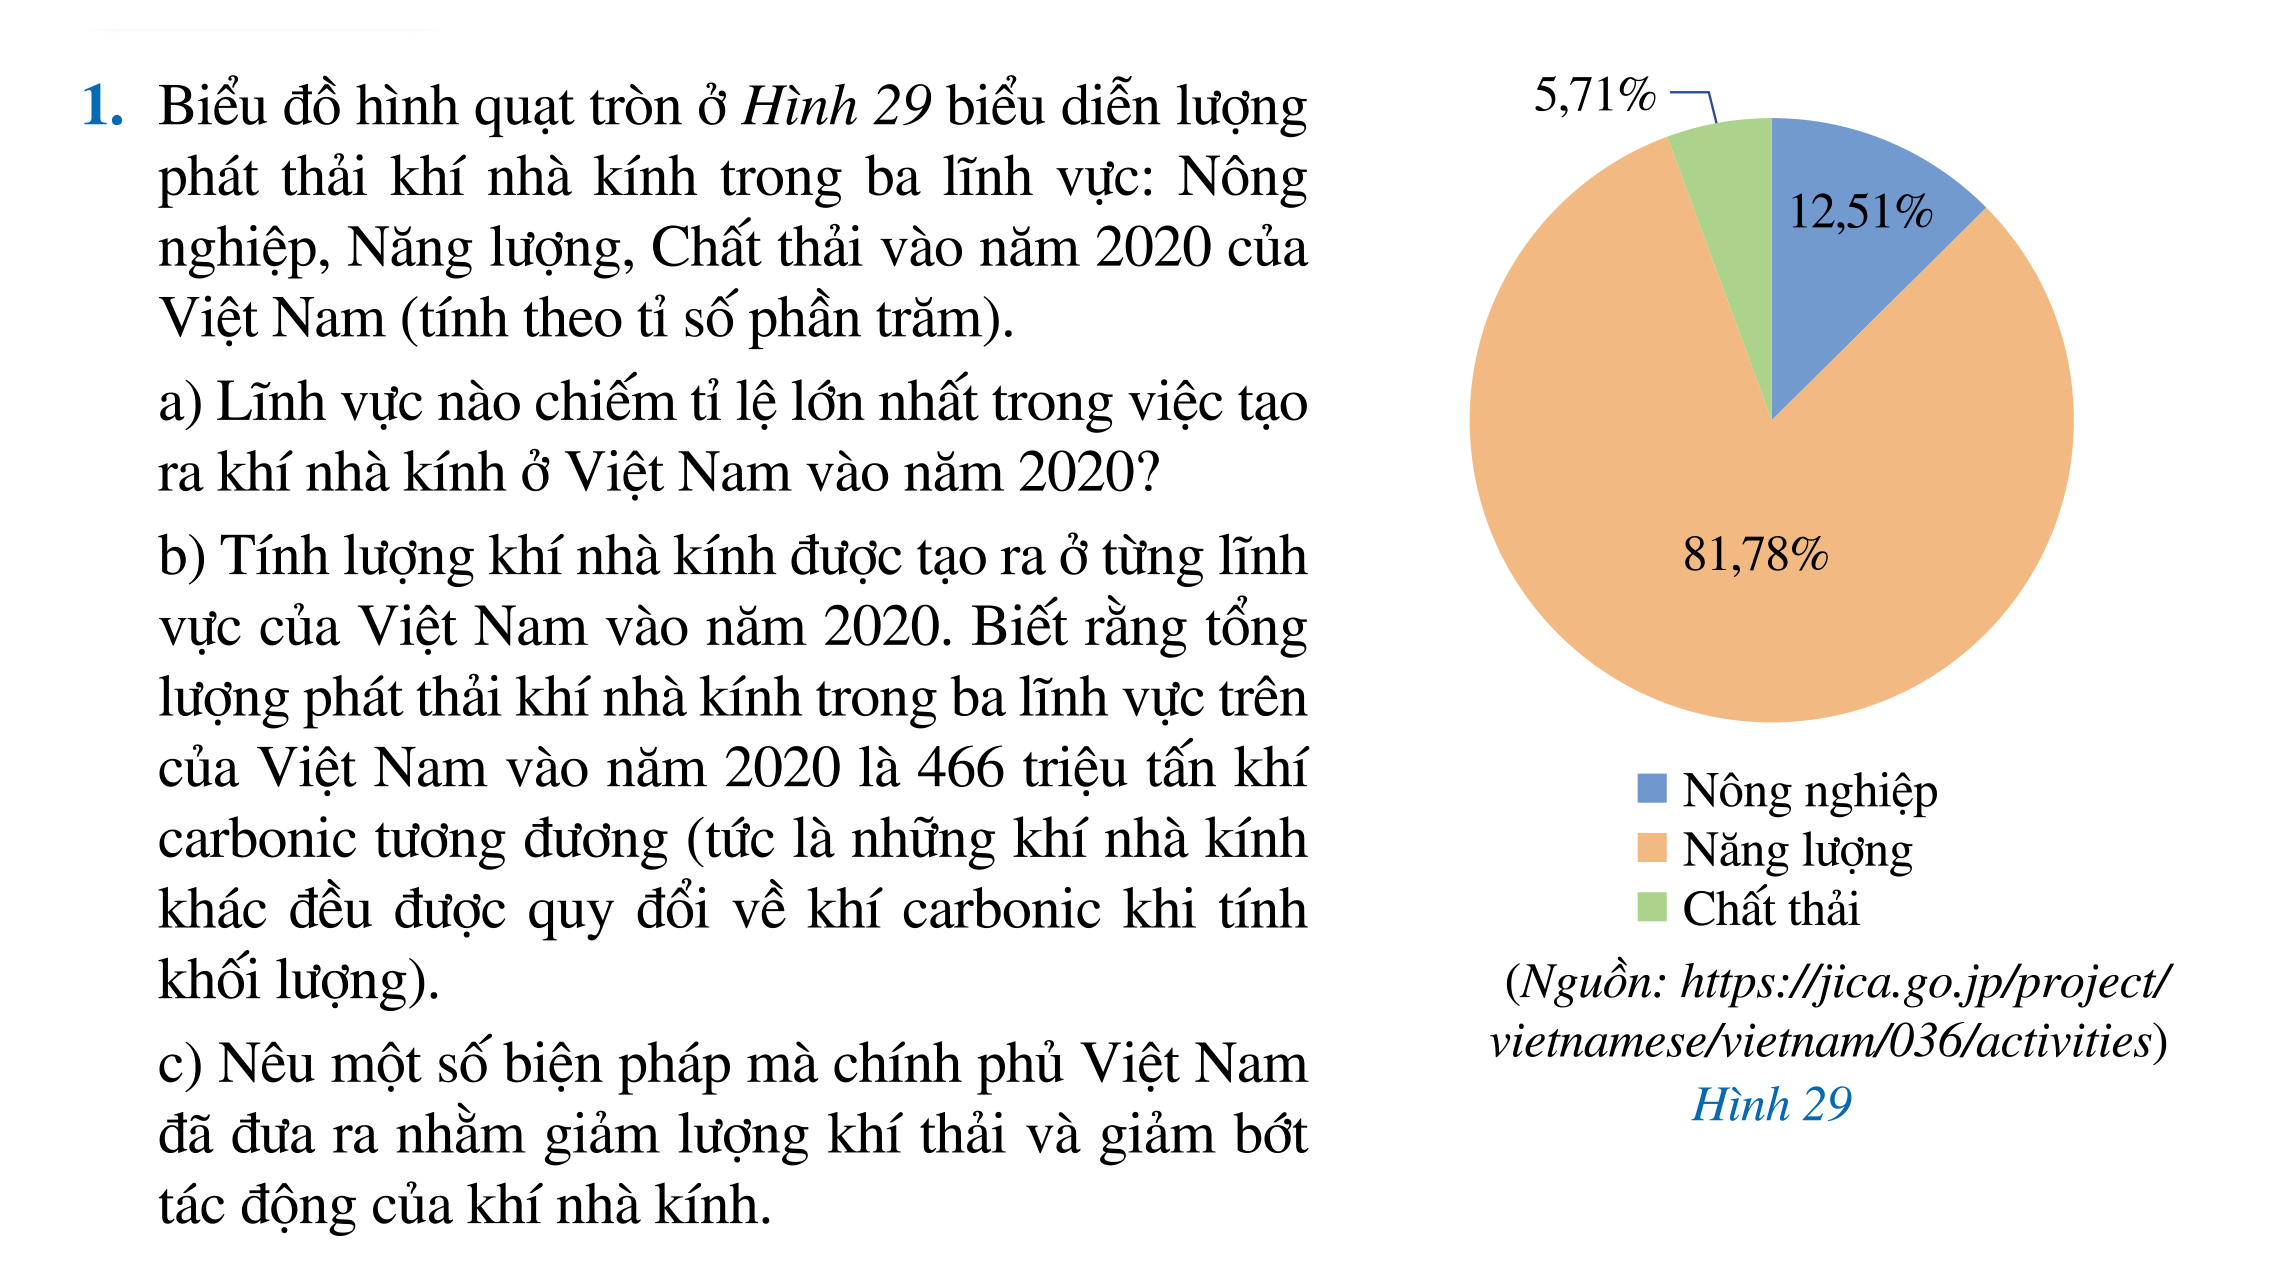 1. Biểu đồ hình quạt tròn ở Hình 29 biểu diễn lượng
phát thải khí nhà kính trong ba lĩnh vực: Nông
nghiệp, Năng lượng, Chất thải vào năm 2020 của
Việt Nam (tính theo tỉ số phần trăm).
a) Lĩnh vực nào chiếm tỉ lệ lớn nhất trong việc tạo
ra khí nhà kính ở Việt Nam vào năm 2020?
b) Tính lượng khí nhà kính được tạo ra ở từng lĩnh
vực của Việt Nam vào năm 2020. Biết rằng tổng
lượng phát thải khí nhà kính trong ba lĩnh vực trên
của Việt Nam vào năm 2020 là 466 triệu tấn khí
carbonic tương đương (tức là những khí nhà kính
khác đều được quy đổi về khí carbonic khi tính
khối lượng).
c) Nêu một số biện pháp mà chính phủ Việt Nam
đã đưa ra nhằm giảm lượng khí thải và giảm bớt
tác động của khí nhà kính.
5,71%
12,51%
81,78%
Nông nghiệp
Năng lượng
Chất thải
(Nguồn: https://jica.go.jp/project/
vietnamese/vietnam/036/activities)
Hình 29